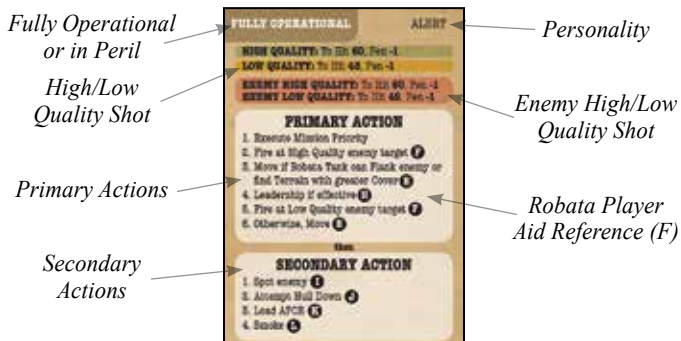 Fully Operational
or in Peril
High/Low
Quality Shot
Primary Actions
Secondary
Actions
FULLY OPERATIONAL ALERT
HIGH QUALITY: To Hit 60, Pen -1
LOW QUALITY: To Hit 45, Pen -1
ENEMY HIGH QUALITY: To Hit 60, Pen -1
ENEMY LOW QUALITY: To Hit 45, Pen -1
PRIMARY ACTION
1. Execute Mission Priority
2. Fire at High Quality enemy target F
3. Move if Robata Tank can Flank enemy or
find Terrain with greater Cover
4. Leadership if effective
5. Fire at Low Quality enemy target F
6. Otherwise, Move
then
SECONDARY ACTION
1. Spot enemy I
2. Attempt Hull Down J
3. Load AFCR K
4. Smoke L
Personality
Enemy High/Low
Quality Shot
Robata Player
Aid Reference (F)